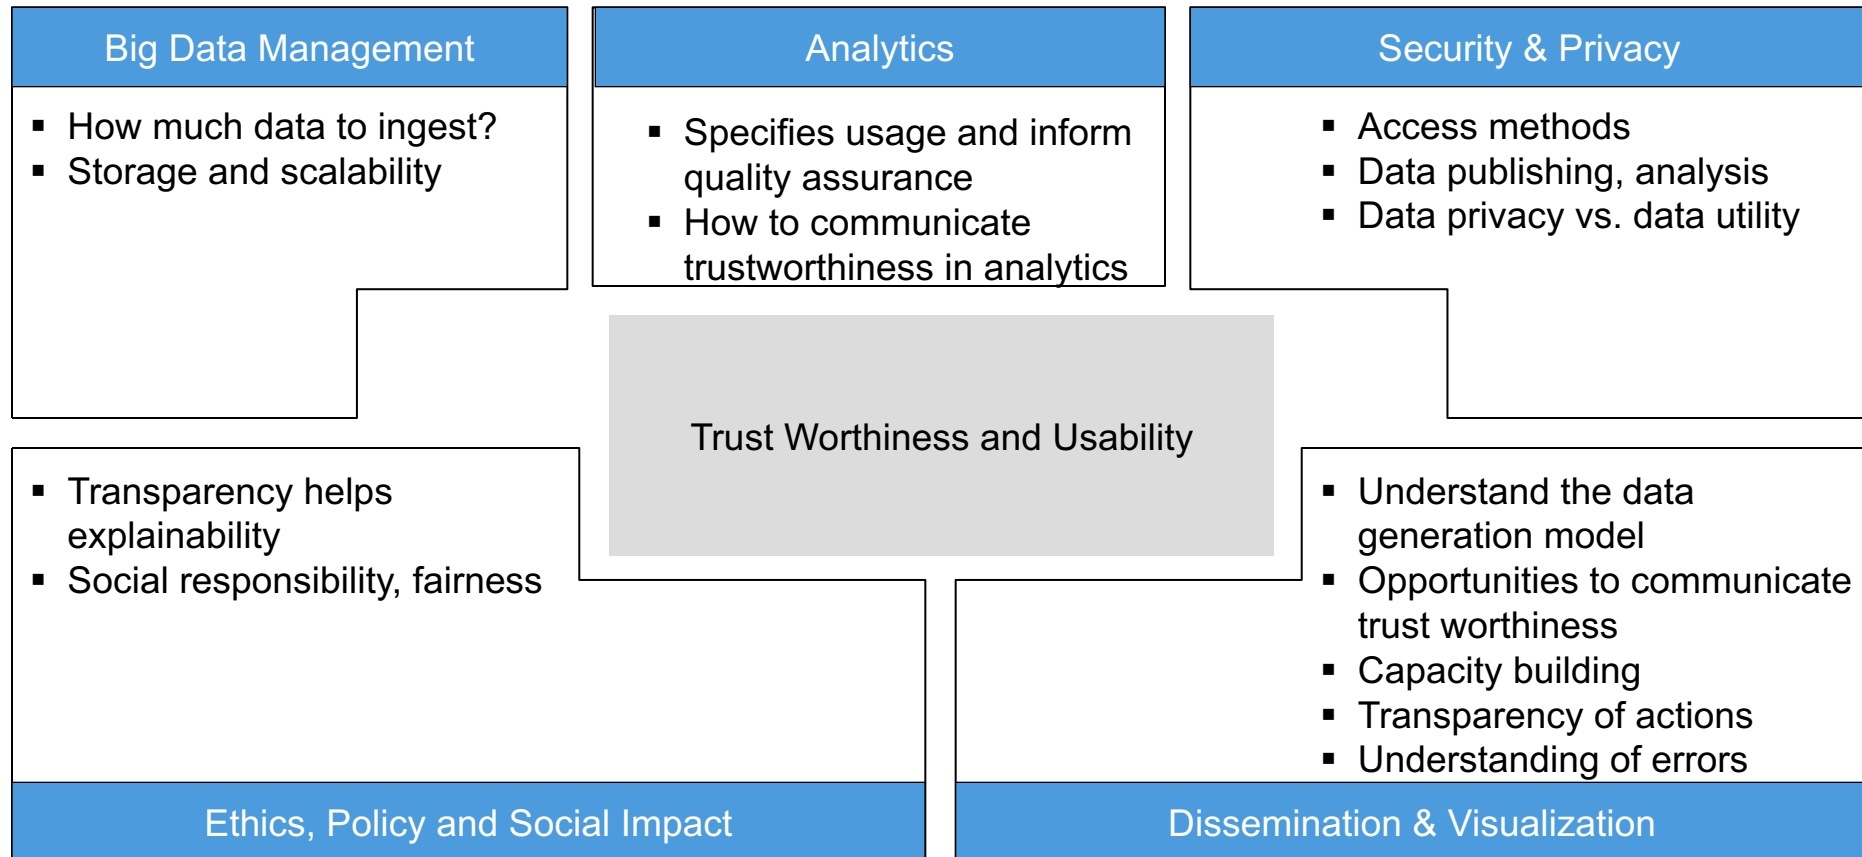 Big Data Management
▪ How much data to ingest?
▪ Storage and scalability
Analytics
▪ Specifies usage and inform
quality assurance
▪ How to communicate
trustworthiness in analytics
Security & Privacy
▪ Access methods
▪ Data publishing, analysis
▪ Data privacy vs. data utility
Trust Worthiness and Usability
▪ Transparency helps
explainability
▪ Social responsibility, fairness
Ethics, Policy and Social Impact
▪ Understand the data
generation model
▪ Opportunities to communicate
trust worthiness
▪ Capacity building
▪ Transparency of actions
▪ Understanding of errors
Dissemination & Visualization